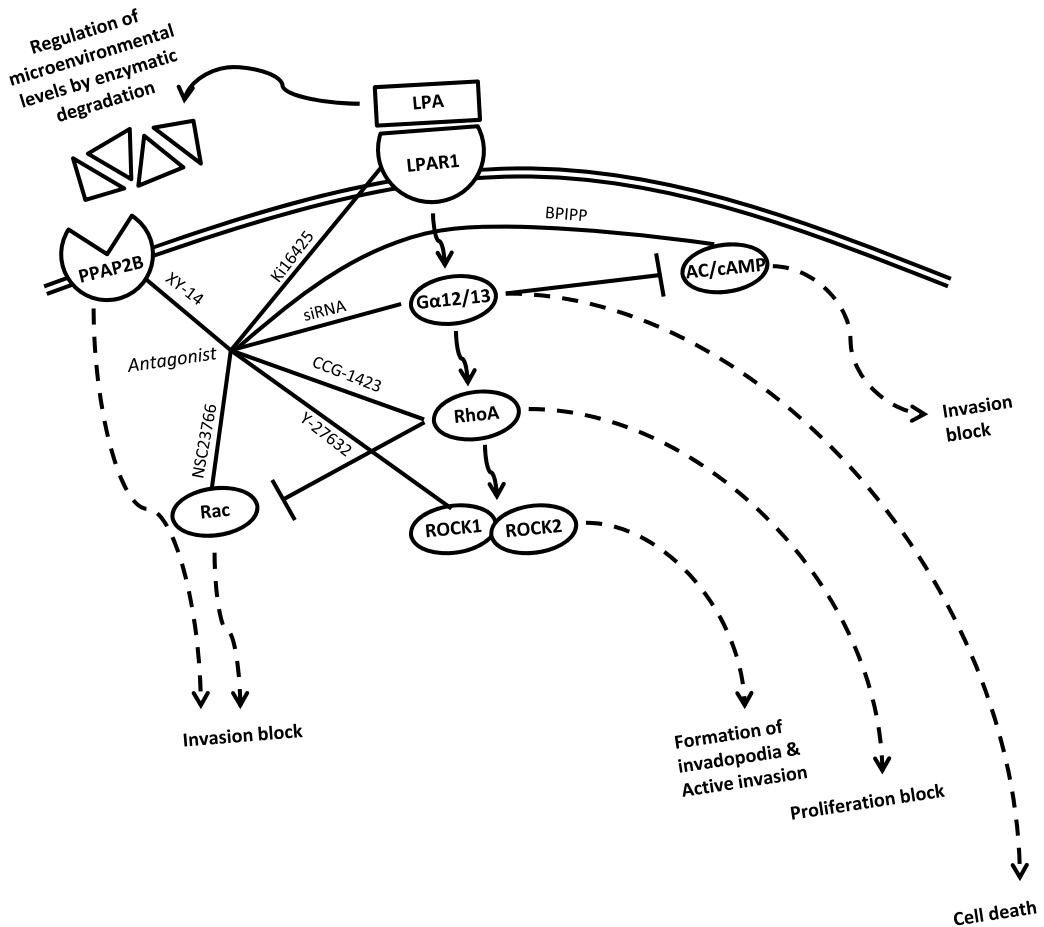 Regulation of
microenvironmental
levels by enzymatic
degradation
LPA
LPAR1
BPIPP
PPAP2B
XY-14
Ki16425
AC/cAMP
siRNA
Gα12/13
Antagonist
CCG-1423
RhoA
Invasion
block
NSC23766
Y-27632
Rac
ROCK1
ROCK2
Invasion block
Formation of
invadopodia &
Active invasion
Proliferation block
Cell death